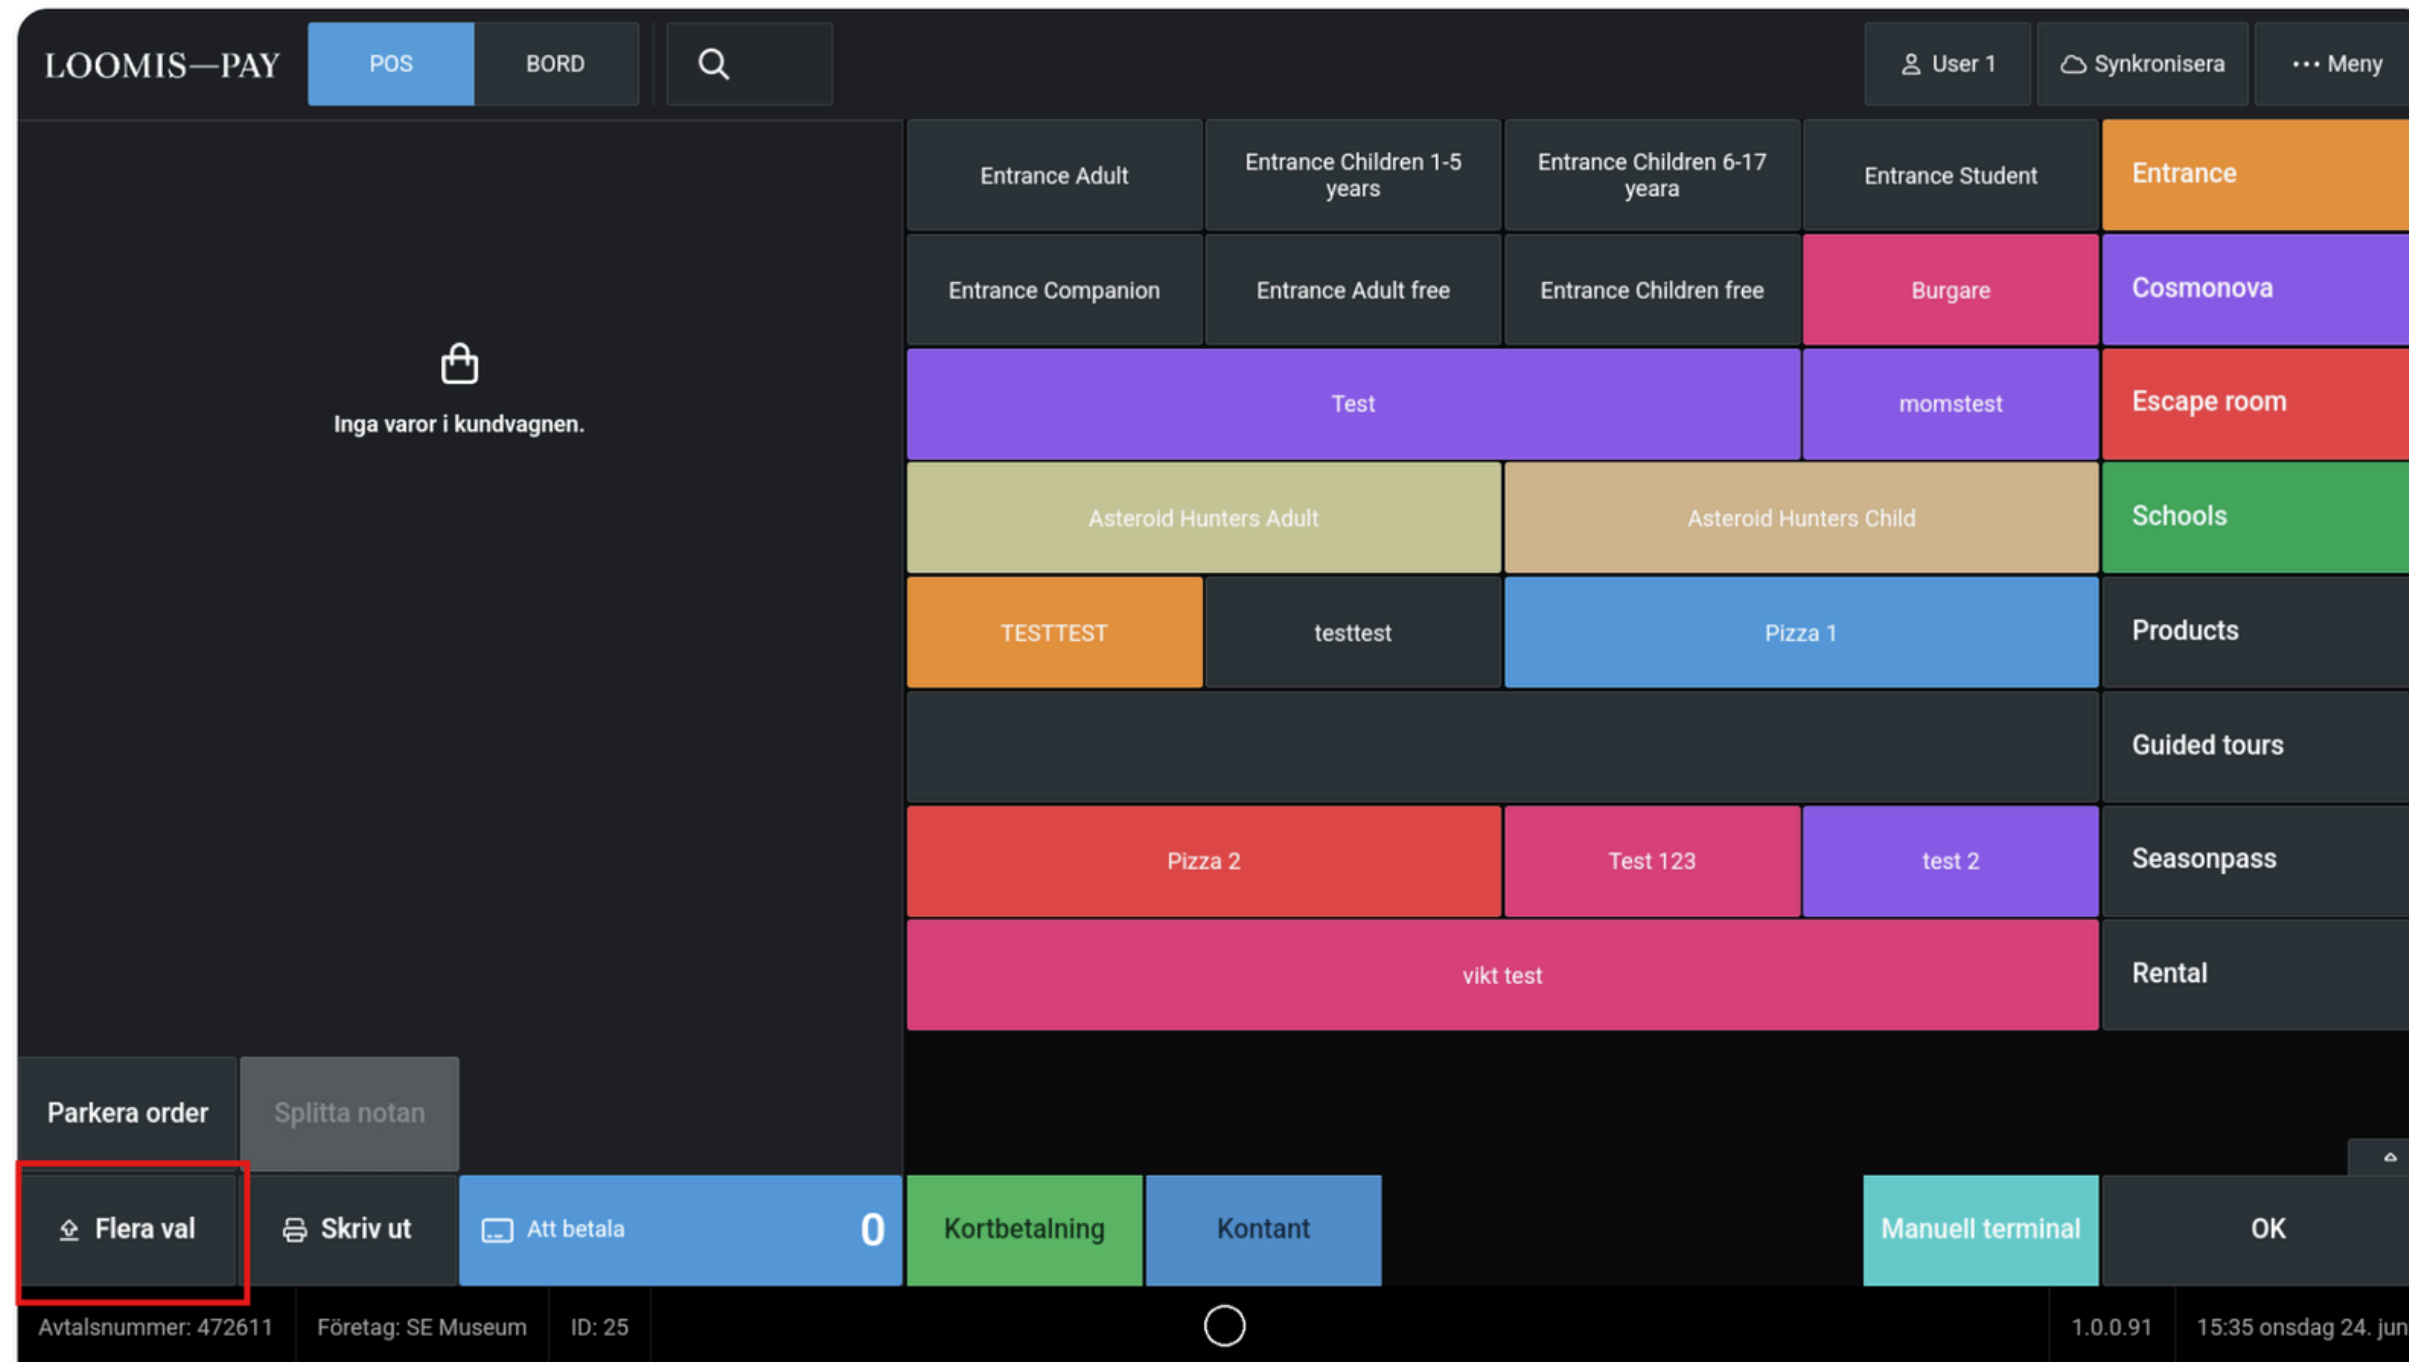 LOOMIS—PAY
POS
BORD
User 1
Synkronisera
Meny
Entrance Adult
Entrance Children 1-5
years
Entrance Children 6-17
yeara
Entrance Student
Entrance
Entrance Companion
Entrance Adult free
Entrance Children free
Burgare
Cosmonova
Inga varor i kundvagnen.
Test
momstest
Escape room
Asteroid Hunters Adult
Asteroid Hunters Child
Schools
TESTTEST
testtest
Pizza 1
Products
Guided tours
Pizza 2
Test 123
test 2
Seasonpass
vikt test
Rental
Parkera order
Splitta notan
Flera val
Skriv ut
Att betala
0
Kortbetalning
Kontant
Manuell terminal
OK
Avtalsnummer: 472611
Företag: SE Museum
ID: 25
1.0.0.91
15:35 onsdag 24. jun